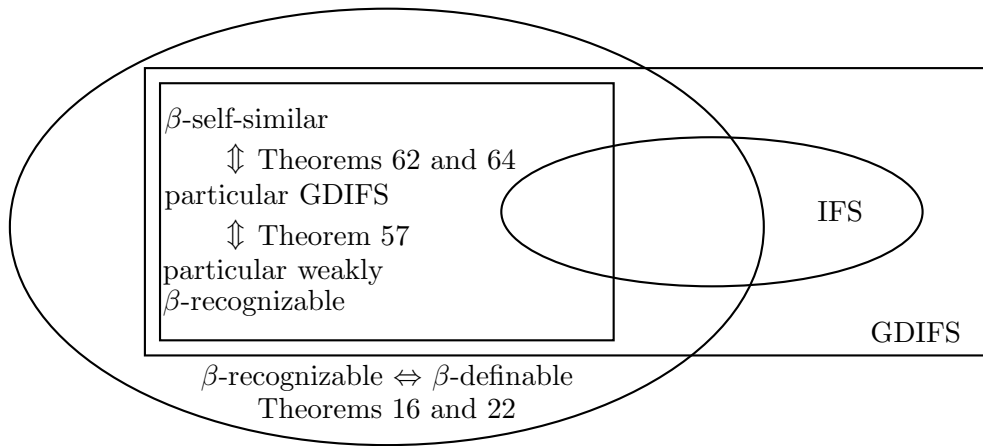 β-self-similar
⇕ Theorems 62 and 64
particular GDIFS
⇕ Theorem 57
particular weakly
β-recognizable
IFS
GDIFS
β-recognizable ⇔ β-definable
Theorems 16 and 22